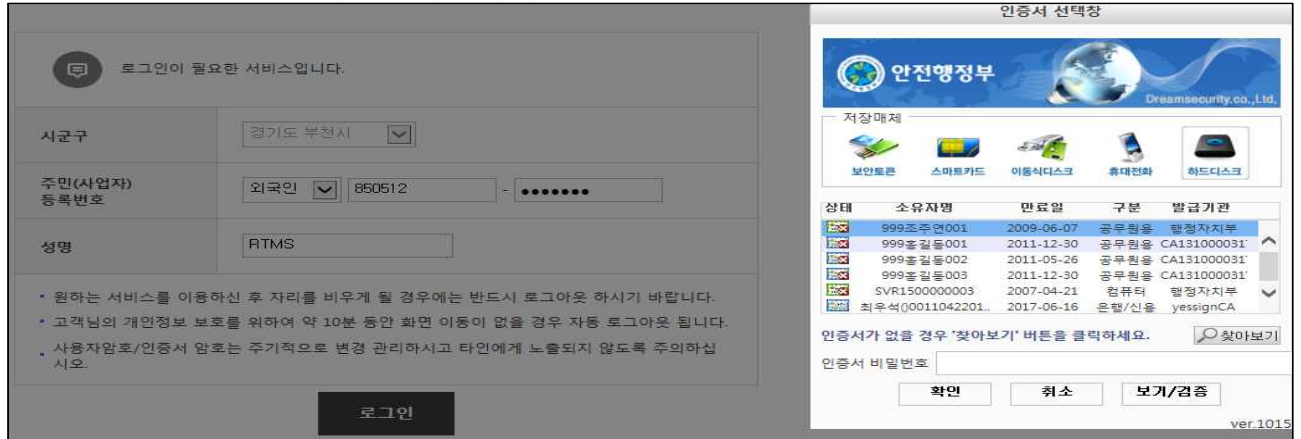 로그인이 필요한 서비스입니다.
시군구
경기도 부천시
주민(사업자)
등록번호
외국인
850512
-
•••••••
성명
RTMS
• 원하는 서비스를 이용하신 후 자리를 비우게 될 경우에는 반드시 로그아웃 하시기 바랍니다.
• 고객님의 개인정보 보호를 위하여 약 10분 동안 화면 이동이 없을 경우 자동 로그아웃 됩니다.
• 사용자암호/인증서 암호는 주기적으로 변경 관리하시고 타인에게 노출되지 않도록 주의하십
시오.
로그인
인증서 선택창
안전행정부
Dreamsecurity.co.,Ltd,
저장매체
보안토큰 스마트카드 이동식디스크 휴대전화 하드디스크
상태 소유자명 만료일 구분 발급기관
999조주연001 2009-06-07 공무원용 행정자치부
999홍길동001 2011-12-30 공무원용 CA131000031
999홍길동002 2011-05-26 공무원용 CA131000031
999홍길동003 2011-12-30 공무원용 CA131000031
SVR1500000003 2007-04-21 컴퓨터 행정자치부
최우석()00011042201.. 2017-06-16 은행/신용 yessignCA
인증서가 없을 경우 '찾아보기' 버튼을 클릭하세요. 찾아보기
인증서 비밀번호
확인 취소 보기/검증
ver.1015